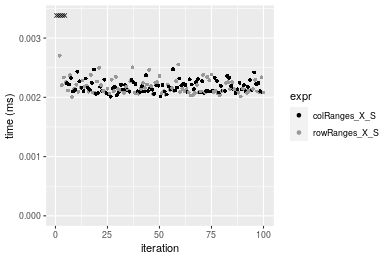 0.003
0.002
0.001
0.000
time (ms)
0
25
50
75
100
iteration
expr
colRanges_X_S
rowRanges_X_S